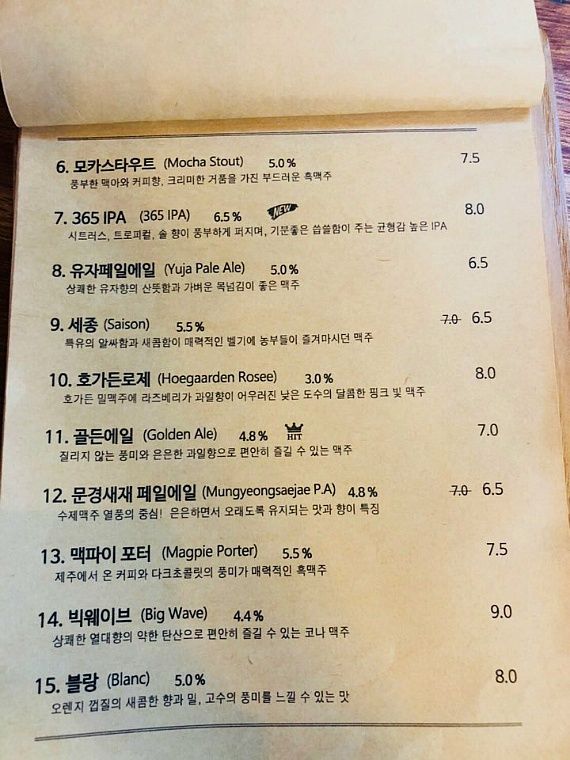 6. 모카스타우트 (Mocha Stout) 5.0% 7.5
풍부한 맥아와 커피향, 크리미한 거품을 가진 부드러운 흑맥주
7. 365 IPA (365 IPA) 6.5% NEW 8.0
시트러스, 트로피컬, 솔 향이 풍부하게 퍼지며, 기분좋은 씁쓸함이 주는 균형감 높은 IPA
8. 유자페일에일 (Yuja Pale Ale) 5.0% 6.5
상쾌한 유자향의 산뜻함과 가벼운 목넘김이 좋은 맥주
9. 세종 (Saison) 5.5% 7.0 6.5
특유의 알싸함과 새콤함이 매력적인 벨기에 농부들이 즐겨마시던 맥주
10. 호가든로제 (Hoegaarden Rosee) 3.0% 8.0
호가든 밀맥주에 라즈베리가 과일향이 어우러진 낮은 도수의 달콤한 핑크 빛 맥주
11. 골든에일 (Golden Ale) 4.8% HIT 7.0
질리지 않는 풍미와 은은한 과일향으로 편안히 즐길 수 있는 맥주
12. 문경새재 페일에일 (Mungyeongsaejae P.A) 4.8% 7.0 6.5
수제맥주 열풍의 중심! 은은하면서 오래도록 유지되는 맛과 향이 특징
13. 맥파이 포터 (Magpie Porter) 5.5% 7.5
제주에서 온 커피와 다크초콜릿의 풍미가 매력적인 흑맥주
14. 빅웨이브 (Big Wave) 4.4% 9.0
상쾌한 열대향의 약한 탄산으로 편안히 즐길 수 있는 코나 맥주
15. 블랑 (Blanc) 5.0% 8.0
오렌지 껍질의 새콤한 향과 밀, 고수의 풍미를 느낄 수 있는 맛